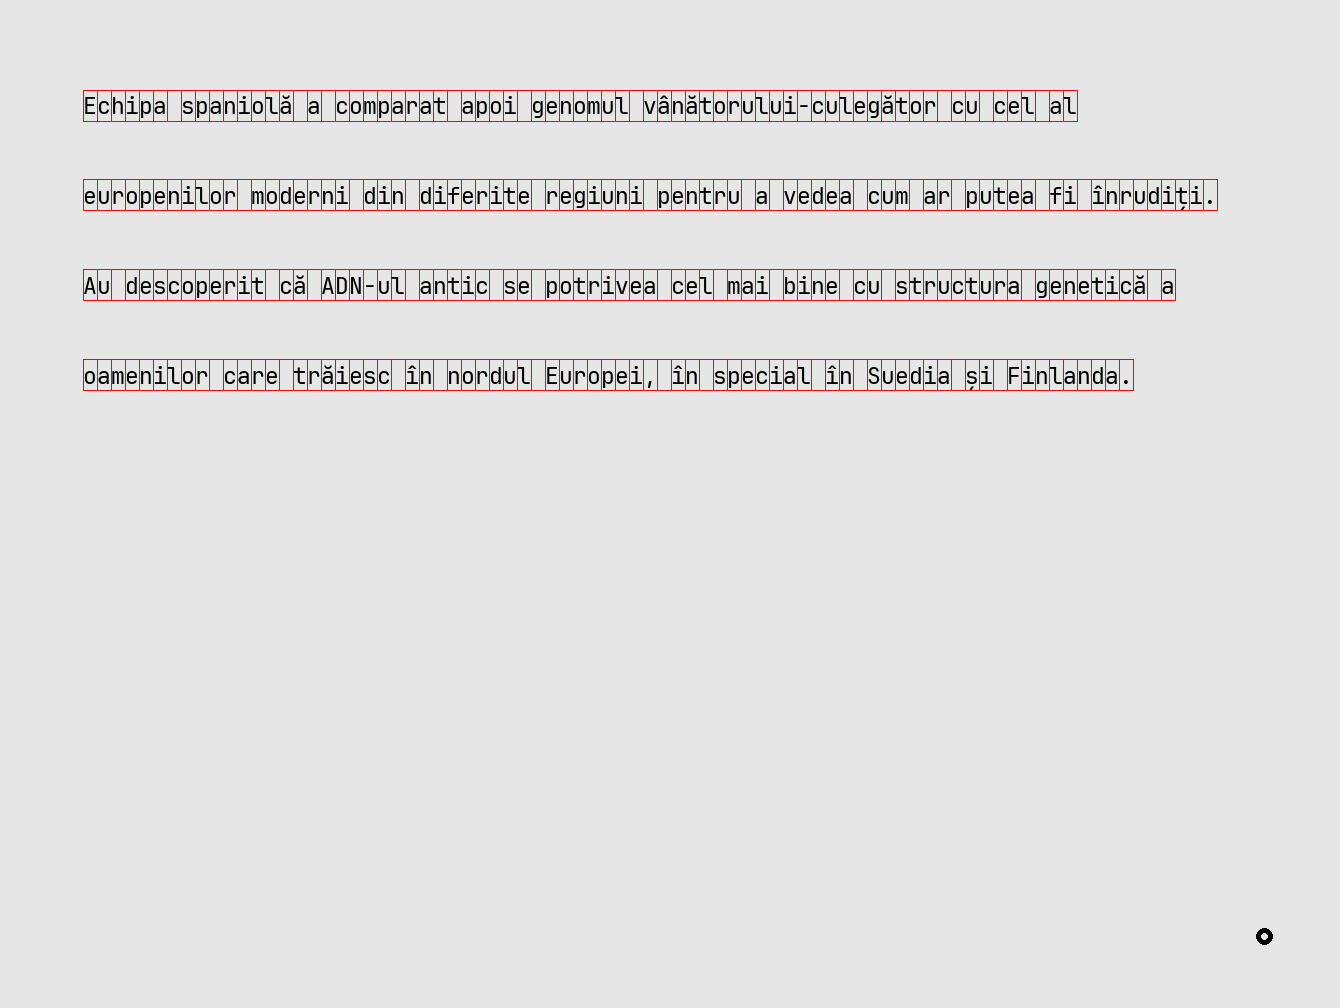 Echipa spaniolă a comparat apoi genomul vânătorului-culegător cu cel al
europenilor moderni din diferite regiuni pentru a vedea cum ar putea fi înrudiți.
Au descoperit că ADN-ul antic se potrivea cel mai bine cu structura genetică a
oamenilor care trăiesc în nordul Europei, în special în Suedia și Finlanda.